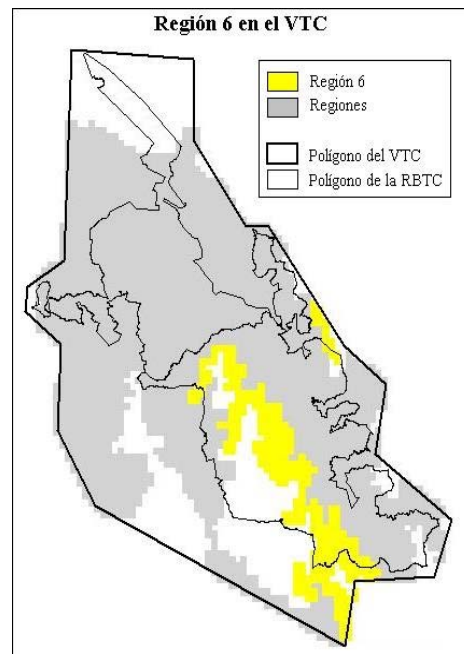 Región 6 en el VTC
Región 6
Regiones
Polígono del VTC
Polígono de la RBTC